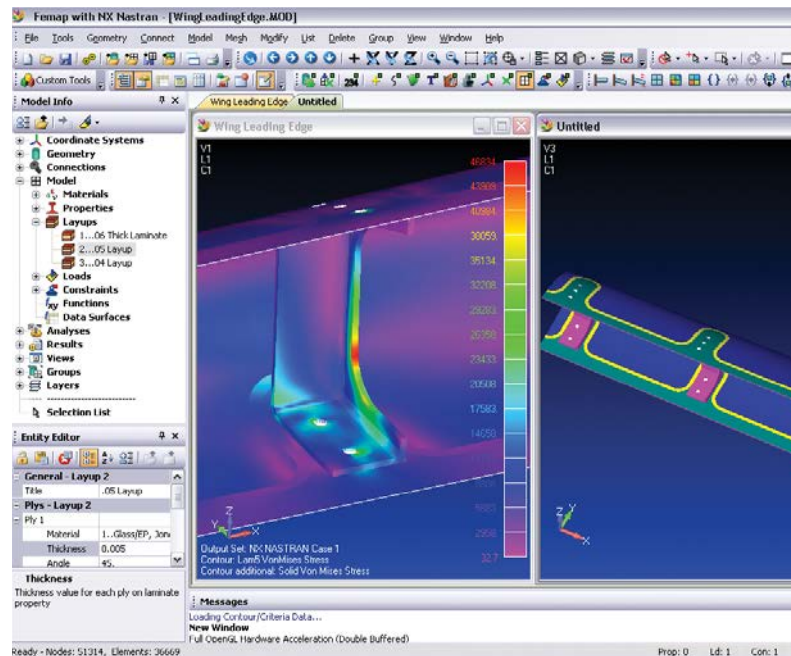 Femap with NX Nastran - [WingLeadingEdge.MOD]
File Tools Geometry Connect Model Mesh Modify List Delete Group View Window Help
Custom Tools
Model Info
Coordinate Systems
Geometry
Connections
Model
Materials
Properties
Layups
1...06 Thick Laminate
2...05 Layup
3...04 Layup
Loads
Constraints
Functions
Data Surfaces
Analyses
Results
Views
Groups
Layers
Selection List
Entity Editor
General - Layup 2
Title .05 Layup
Plys - Layup 2
Ply 1
Material 1..Glass/EP, Jon
Thickness 0.005
Angle 45.
Thickness
Thickness value for each ply on laminate
property
Wing Leading Edge Untitled
Wing Leading Edge
V1
L1
C1
46834.
43909.
40984.
38059.
35134.
32208.
29283.
26358.
23433.
20508.
17583.
14658.
2958.
32.7
Z
Y X
Output Set: NX NASTRAN Case 1
Contour: Lam5 VonMises Stress
Contour additional: Solid Von Mises Stress
Untitled
V3
L1
C1
Z Y
X
Messages
Loading Contour/Criteria Data...
New Window
Full OpenGL Hardware Acceleration (Double Buffered)
Ready - Nodes: 51314, Elements: 36669
Prop: 0 Ld: 1 Con: 1